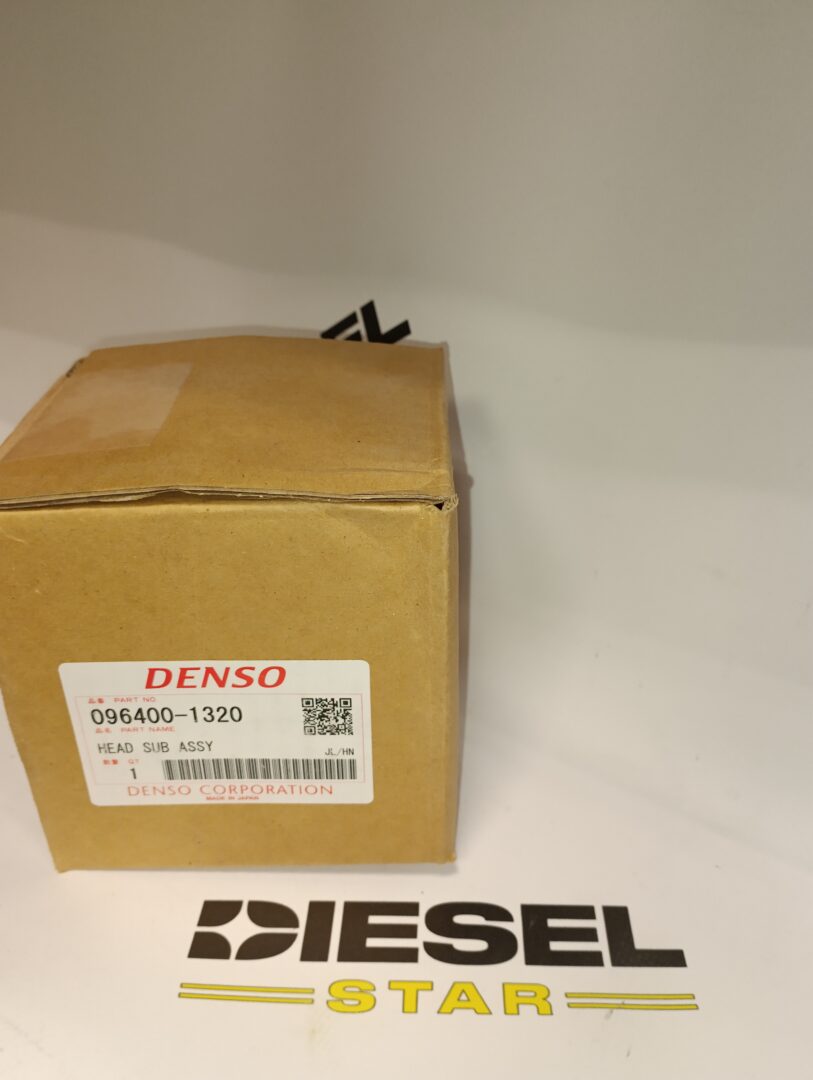 DENSO
品番 PART NO.
096400-1320
品名 PART NAME
HEAD SUB ASSY
JL/HN
数量 QT
1
DENSO CORPORATION
MADE IN JAPAN
DIESEL
STAR